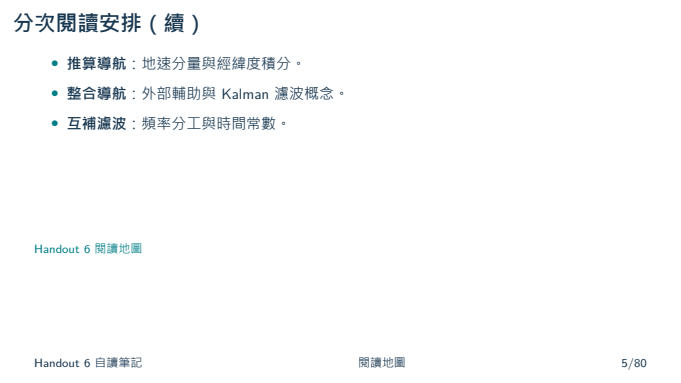 分次閱讀安排（續）
• 推算導航：地速分量與經緯度積分。
• 整合導航：外部輔助與 Kalman 濾波概念。
• 互補濾波：頻率分工與時間常數。
Handout 6 閱讀地圖
Handout 6 自讀筆記 閱讀地圖 5/80